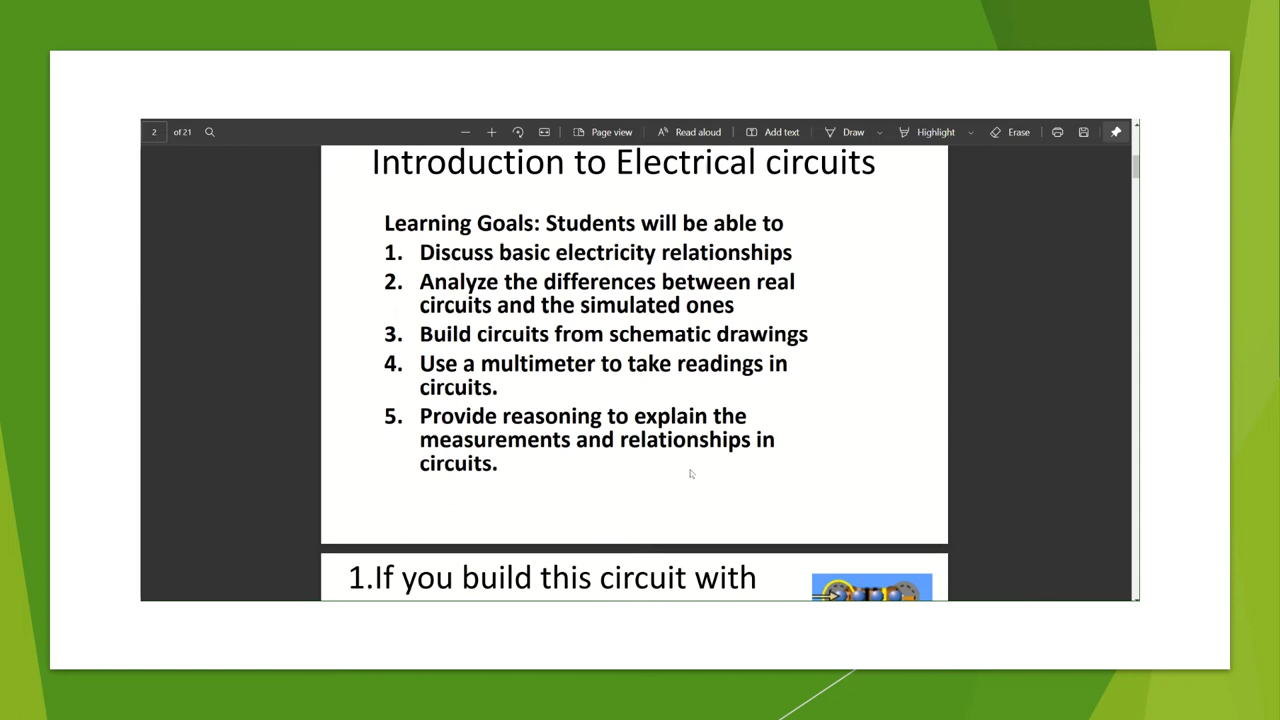 2 of 21 Page view Read aloud Add text Draw Highlight Erase
Introduction to Electrical circuits
Learning Goals: Students will be able to
1. Discuss basic electricity relationships
2. Analyze the differences between real
circuits and the simulated ones
3. Build circuits from schematic drawings
4. Use a multimeter to take readings in
circuits.
5. Provide reasoning to explain the
measurements and relationships in
circuits.
1.If you build this circuit with